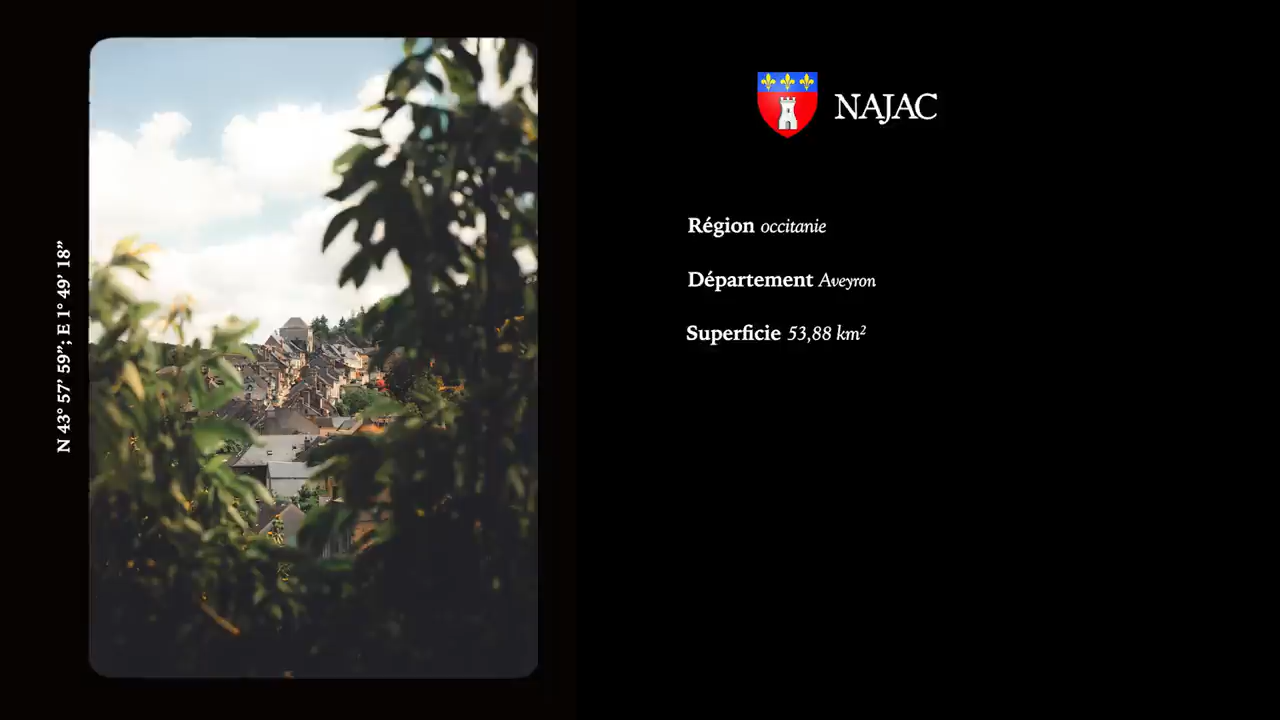 N 43° 57’ 59”; E 1° 49’ 18”
NAJAC
Région occitanie
Département Aveyron
Superficie 53,88 km²